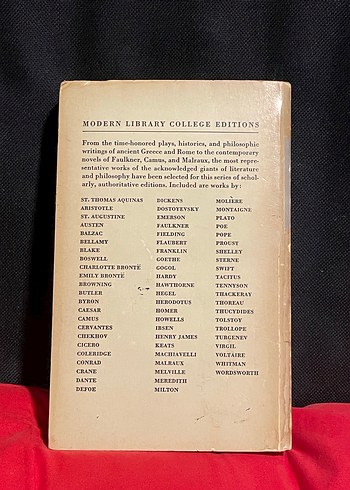 MODERN LIBRARY COLLEGE EDITIONS
From the time-honored plays, histories, and philosophic
writings of ancient Greece and Rome to the contemporary
novels of Faulkner, Camus, and Malraux, the most repre-
sentative works of the acknowledged giants of literature
and philosophy have been selected for this series of schol-
arly, authoritative editions. Included are works by:
ST. THOMAS AQUINAS
ARISTOTLE
ST. AUGUSTINE
AUSTEN
BALZAC
BELLAMY
BLAKE
BOSWELL
CHARLOTTE BRONTË
EMILY BRONTË
BROWNING
BUTLER
BYRON
CAESAR
CAMUS
CERVANTES
CHEKHOV
CICERO
COLERIDGE
CONRAD
CRANE
DANTE
DEFOE
DICKENS
DOSTOYEVSKY
EMERSON
FAULKNER
FIELDING
FLAUBERT
FRANKLIN
GOETHE
GOGOL
HARDY
HAWTHORNE
HEGEL
HERODOTUS
HOMER
HOWELLS
IBSEN
HENRY JAMES
KEATS
MACHIAVELLI
MALRAUX
MELVILLE
MEREDITH
MILTON
MOLIERE
MONTAIGNE
PLATO
POE
POPE
PROUST
SHELLEY
STERNE
SWIFT
TACITUS
TENNYSON
THACKERAY
THOREAU
THUCYDIDES
TOLSTOY
TROLLOPE
TURGENEV
VIRGIL
VOLTAIRE
WHITMAN
WORDSWORTH